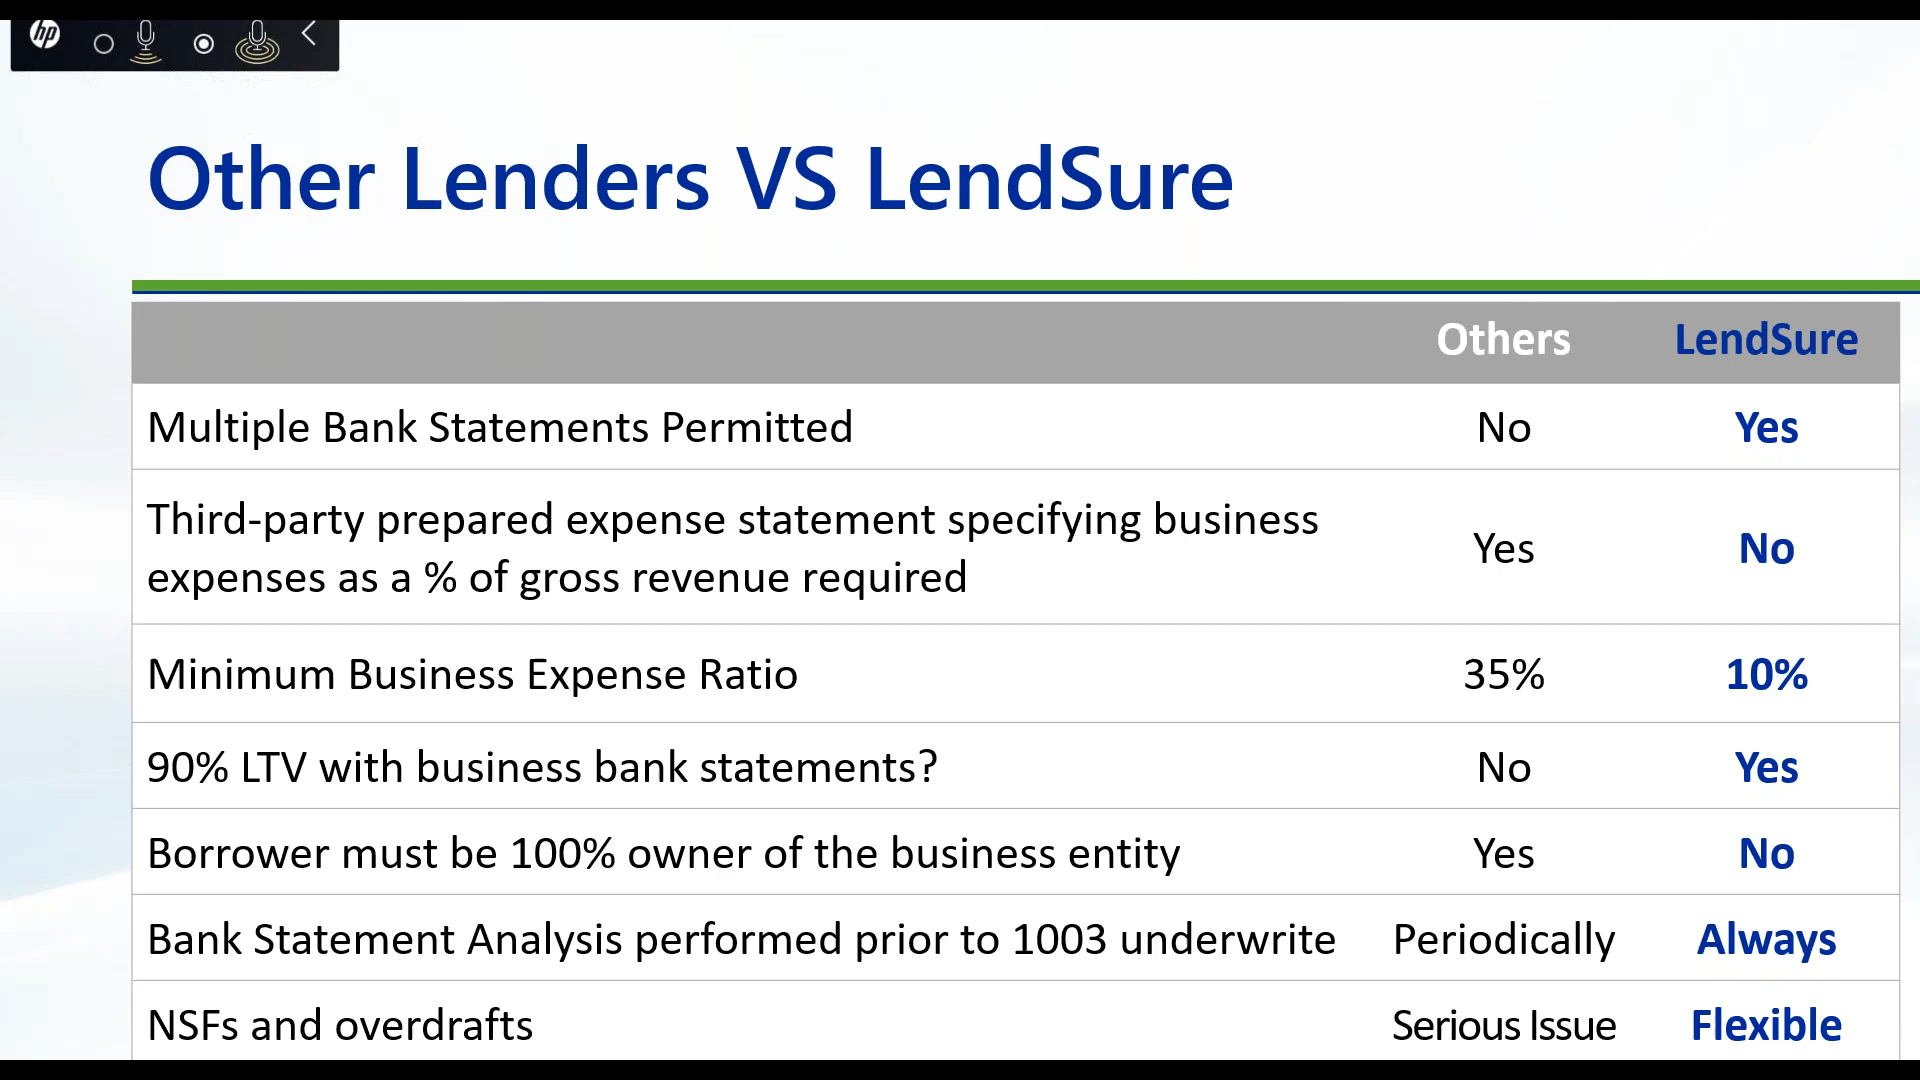 hp
Other Lenders VS LendSure
Others LendSure
Multiple Bank Statements Permitted No Yes
Third-party prepared expense statement specifying business
expenses as a % of gross revenue required Yes No
Minimum Business Expense Ratio 35% 10%
90% LTV with business bank statements? No Yes
Borrower must be 100% owner of the business entity Yes No
Bank Statement Analysis performed prior to 1003 underwrite Periodically Always
NSFs and overdrafts Serious Issue Flexible